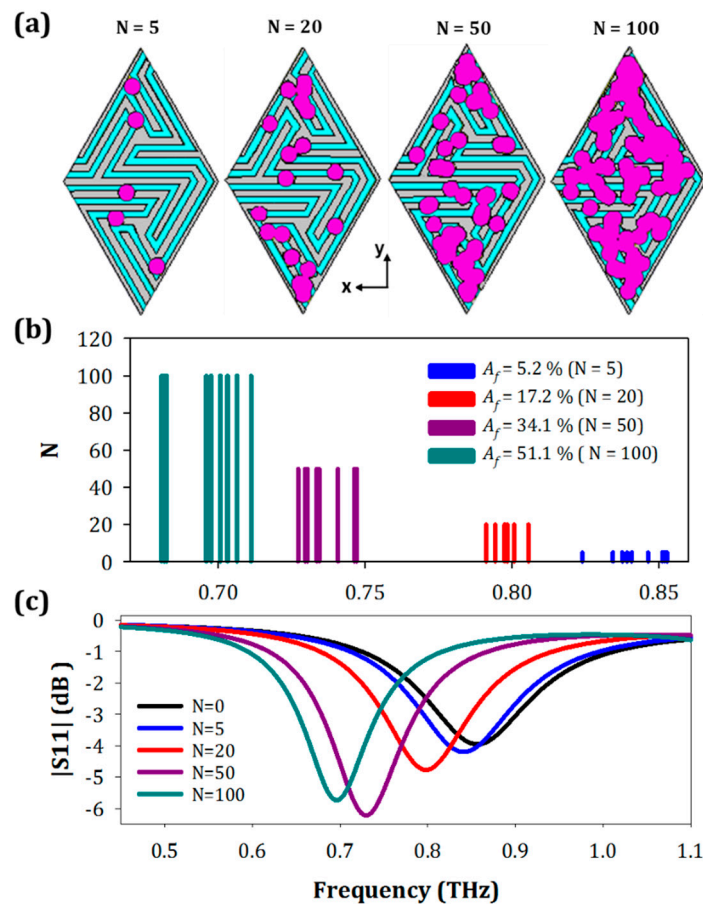 (a)
N = 5 N = 20 N = 50 N = 100
y
x
(b)
120
100
80
60
40
20
0
N
A_f = 5.2 % (N = 5)
A_f = 17.2 % (N = 20)
A_f = 34.1 % (N = 50)
A_f = 51.1 % ( N = 100)
0.70 0.75 0.80 0.85
(c)
0
-1
-2
-3
-4
-5
-6
|S11| (dB)
N=0
N=5
N=20
N=50
N=100
0.5 0.6 0.7 0.8 0.9 1.0 1.1
Frequency (THz)